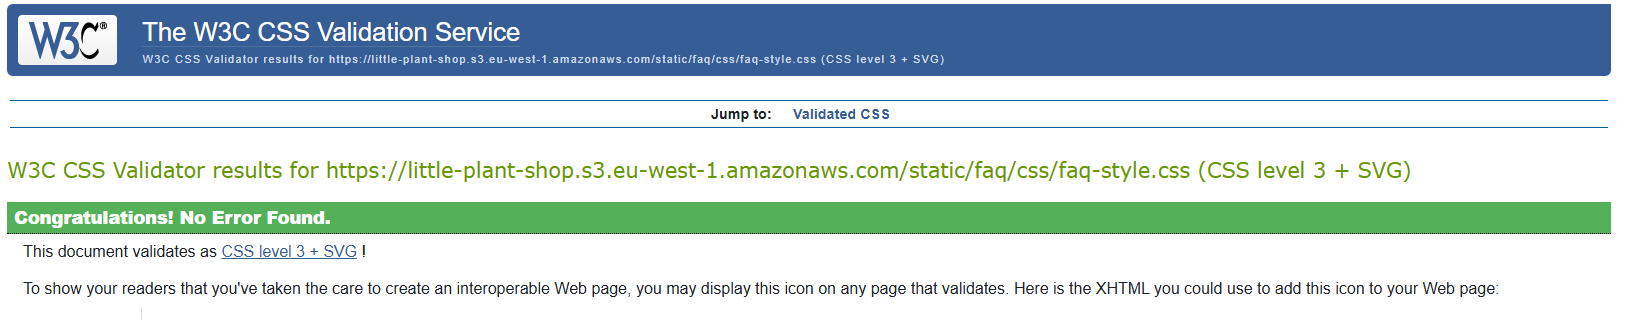 W3C®
The W3C CSS Validation Service
W3C CSS Validator results for https://little-plant-shop.s3.eu-west-1.amazonaws.com/static/faq/css/faq-style.css (CSS level 3 + SVG)
Jump to: Validated CSS
W3C CSS Validator results for https://little-plant-shop.s3.eu-west-1.amazonaws.com/static/faq/css/faq-style.css (CSS level 3 + SVG)
Congratulations! No Error Found.
This document validates as CSS level 3 + SVG !
To show your readers that you've taken the care to create an interoperable Web page, you may display this icon on any page that validates. Here is the XHTML you could use to add this icon to your Web page: